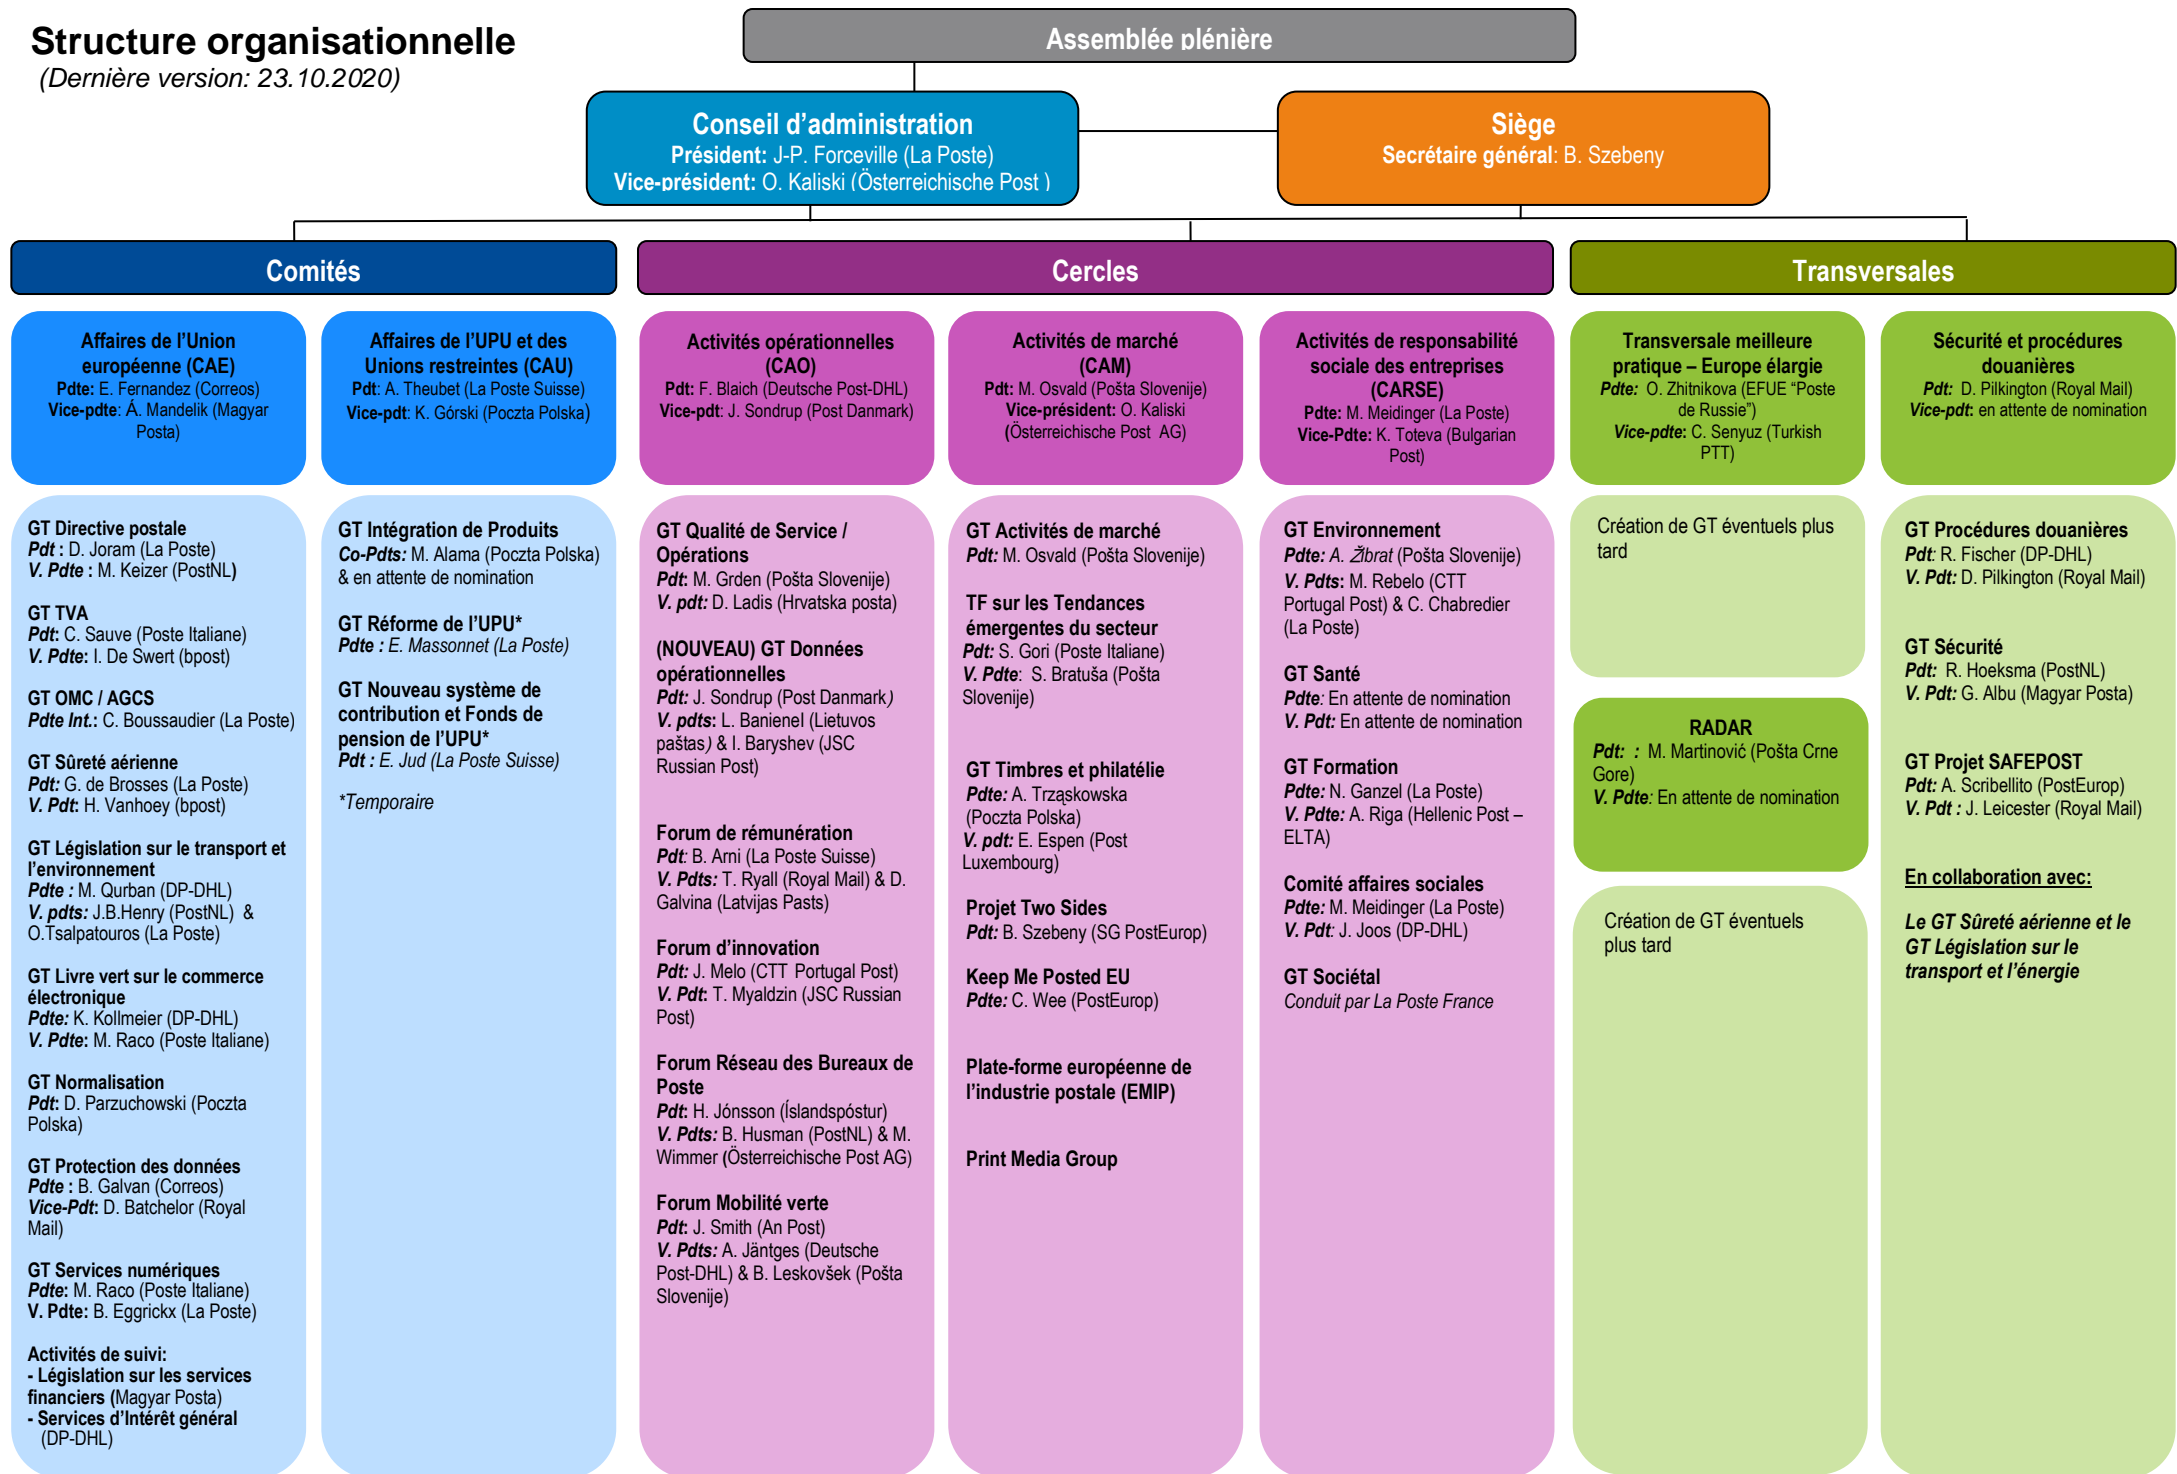 Structure organisationnelle
(Dernière version: 23.10.2020)
Assemblée plénière
Conseil d’administration
Président: J-P. Forceville (La Poste)
Vice-président: O. Kaliski (Österreichische Post )
Siège
Secrétaire général: B. Szebeny
Comités
Cercles
Transversales
Affaires de l’Union
européenne (CAE)
Pdte: E. Fernandez (Correos)
Vice-pdte: Á. Mandelik (Magyar
Posta)
Affaires de l’UPU et des
Unions restreintes (CAU)
Pdt: A. Theubet (La Poste Suisse)
Vice-pdt: K. Górski (Poczta Polska)
Activités opérationnelles
(CAO)
Pdt: F. Blaich (Deutsche Post-DHL)
Vice-pdt: J. Sondrup (Post Danmark)
Activités de marché
(CAM)
Pdt: M. Osvald (Pošta Slovenije)
Vice-président: O. Kaliski
(Österreichische Post AG)
Activités de responsabilité
sociale des entreprises
(CARSE)
Pdte: M. Meidinger (La Poste)
Vice-Pdte: K. Toteva (Bulgarian
Post)
Transversale meilleure
pratique – Europe élargie
Pdte: O. Zhitnikova (EFUE “Poste
de Russie”)
Vice-pdte: C. Senyuz (Turkish
PTT)
Sécurité et procédures
douanières
Pdt: D. Pilkington (Royal Mail)
Vice-pdt: en attente de nomination
GT Directive postale
Pdt : D. Joram (La Poste)
V. Pdte : M. Keizer (PostNL)
GT TVA
Pdt: C. Sauve (Poste Italiane)
V. Pdte: I. De Swert (bpost)
GT OMC / AGCS
Pdte Int.: C. Boussaudier (La Poste)
GT Sûreté aérienne
Pdt: G. de Brosses (La Poste)
V. Pdt: H. Vanhoey (bpost)
GT Législation sur le transport et
l’environnement
Pdte : M. Qurban (DP-DHL)
V. pdts: J.B.Henry (PostNL) &
O.Tsalpatouros (La Poste)
GT Livre vert sur le commerce
électronique
Pdte: K. Kollmeier (DP-DHL)
V. Pdte: M. Raco (Poste Italiane)
GT Normalisation
Pdt: D. Parzuchowski (Poczta
Polska)
GT Protection des données
Pdte : B. Galvan (Correos)
Vice-Pdt: D. Batchelor (Royal
Mail)
GT Services numériques
Pdte: M. Raco (Poste Italiane)
V. Pdte: B. Eggrickx (La Poste)
Activités de suivi:
- Législation sur les services
financiers (Magyar Posta)
- Services d’Intérêt général
(DP-DHL)
GT Intégration de Produits
Co-Pdts: M. Alama (Poczta Polska)
& en attente de nomination
GT Réforme de l’UPU*
Pdte : E. Massonnet (La Poste)
GT Nouveau système de
contribution et Fonds de
pension de l’UPU*
Pdt : E. Jud (La Poste Suisse)
*Temporaire
GT Qualité de Service /
Opérations
Pdt: M. Grden (Pošta Slovenije)
V. pdt: D. Ladis (Hrvatska posta)
(NOUVEAU) GT Données
opérationnelles
Pdt: J. Sondrup (Post Danmark)
V. pdts: L. Banienel (Lietuvos
paštas) & I. Baryshev (JSC
Russian Post)
Forum de rémunération
Pdt: B. Arni (La Poste Suisse)
V. Pdts: T. Ryall (Royal Mail) & D.
Galvina (Latvijas Pasts)
Forum d’innovation
Pdt: J. Melo (CTT Portugal Post)
V. Pdt: T. Myaldzin (JSC Russian
Post)
Forum Réseau des Bureaux de
Poste
Pdt: H. Jónsson (Íslandspóstur)
V. Pdts: B. Husman (PostNL) & M.
Wimmer (Österreichische Post AG)
Forum Mobilité verte
Pdt: J. Smith (An Post)
V. Pdts: A. Jäntges (Deutsche
Post-DHL) & B. Leskovšek (Pošta
Slovenije)
GT Activités de marché
Pdt: M. Osvald (Pošta Slovenije)
TF sur les Tendances
émergentes du secteur
Pdt: S. Gori (Poste Italiane)
V. Pdte: S. Bratuša (Pošta
Slovenije)
GT Timbres et philatélie
Pdte: A. Trząskowska
(Poczta Polska)
V. pdt: E. Espen (Post
Luxembourg)
Projet Two Sides
Pdt: B. Szebeny (SG PostEurop)
Keep Me Posted EU
Pdte: C. Wee (PostEurop)
Plate-forme européenne de
l’industrie postale (EMIP)
Print Media Group
GT Environnement
Pdte: A. Žibrat (Pošta Slovenije)
V. Pdts: M. Rebelo (CTT
Portugal Post) & C. Chabredier
(La Poste)
GT Santé
Pdte: En attente de nomination
V. Pdt: En attente de nomination
GT Formation
Pdte: N. Ganzel (La Poste)
V. Pdte: A. Riga (Hellenic Post –
ELTA)
Comité affaires sociales
Pdte: M. Meidinger (La Poste)
V. Pdt: J. Joos (DP-DHL)
GT Sociétal
Conduit par La Poste France
Création de GT éventuels plus
tard
RADAR
Pdt: : M. Martinović (Pošta Crne
Gore)
V. Pdte: En attente de nomination
Création de GT éventuels
plus tard
GT Procédures douanières
Pdt: R. Fischer (DP-DHL)
V. Pdt: D. Pilkington (Royal Mail)
GT Sécurité
Pdt: R. Hoeksma (PostNL)
V. Pdt: G. Albu (Magyar Posta)
GT Projet SAFEPOST
Pdt: A. Scribellito (PostEurop)
V. Pdt : J. Leicester (Royal Mail)
En collaboration avec:
Le GT Sûreté aérienne et le
GT Législation sur le
transport et l’énergie